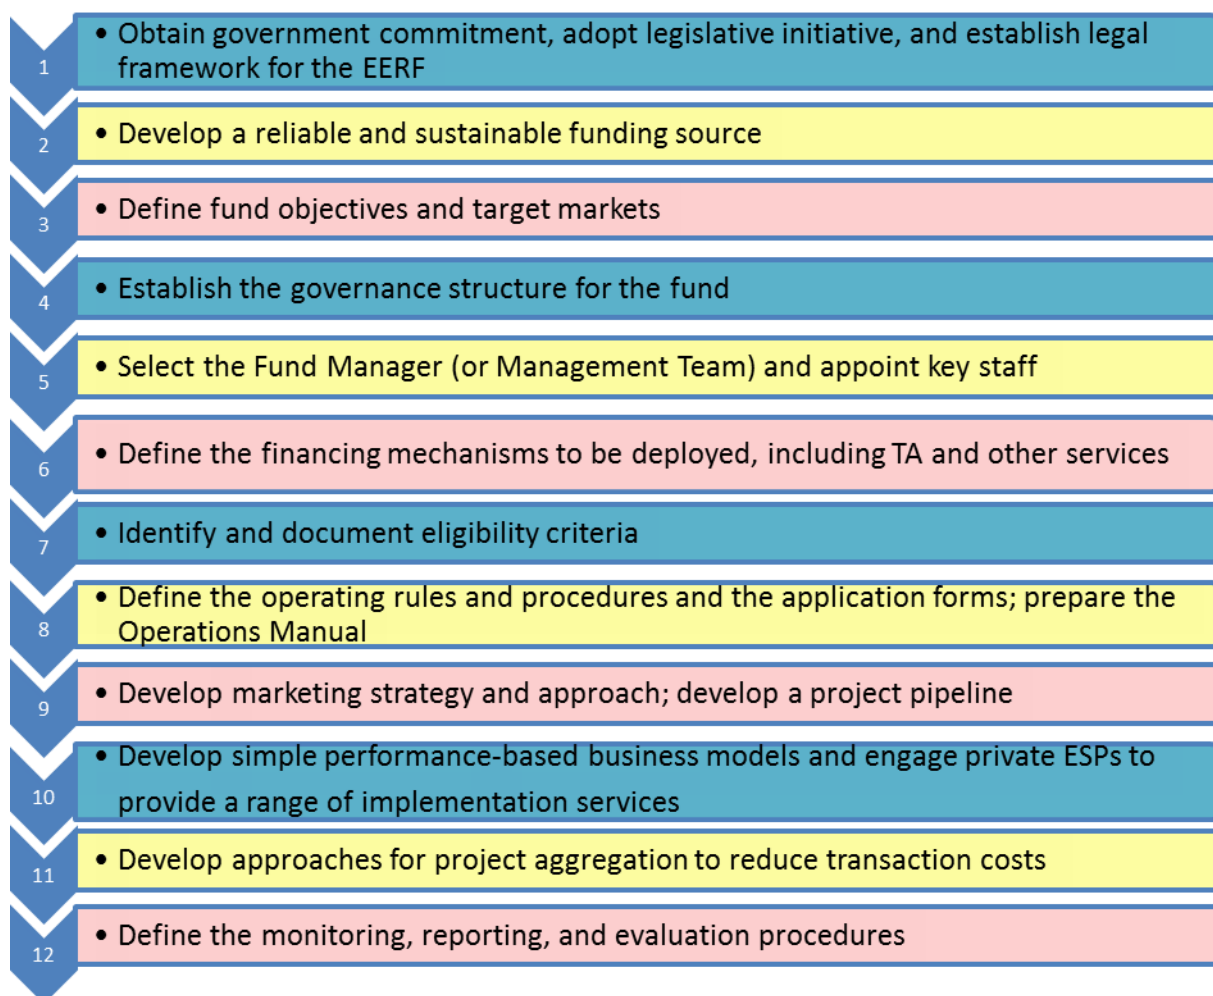 • Obtain government commitment, adopt legislative initiative, and establish legal
1
framework for the EERF
• Develop a reliable and sustainable funding source
2
• Define fund objectives and target markets
3
• Establish the governance structure for the fund
4
• Select the Fund Manager (or Management Team) and appoint key staff
5
• Define the financing mechanisms to be deployed, including TA and other services
6
• Identify and document eligibility criteria
7
• Define the operating rules and procedures and the application forms; prepare the
8
Operations Manual
• Develop marketing strategy and approach; develop a project pipeline
9
• Develop simple performance-based business models and engage private ESPs to
10
provide a range of implementation services
• Develop approaches for project aggregation to reduce transaction costs
11
• Define the monitoring, reporting, and evaluation procedures
12